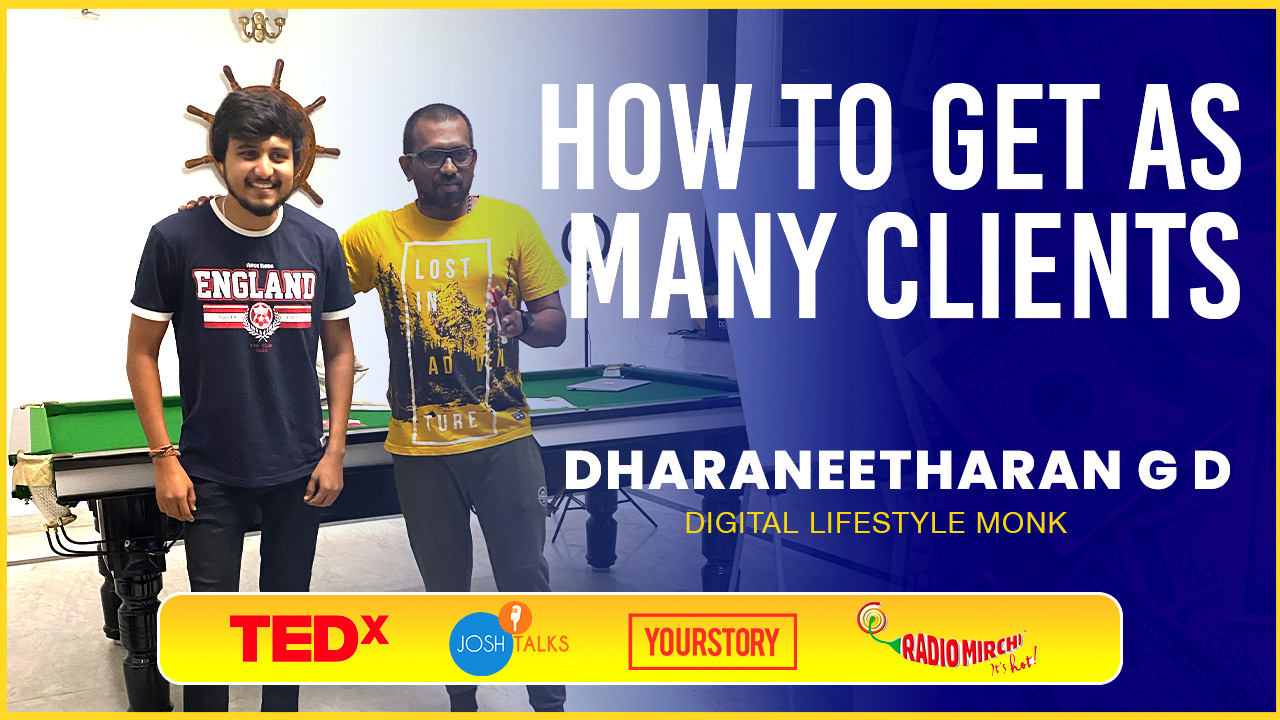 HOW TO GET AS
MANY CLIENTS
ENGLAND
LOST
IN
AD VEN
TURE
DHARANEETHARAN G D
DIGITAL LIFESTYLE MONK
TEDx
JOSH TALKS
YOURSTORY
RADIO MIRCHI
it's hot!